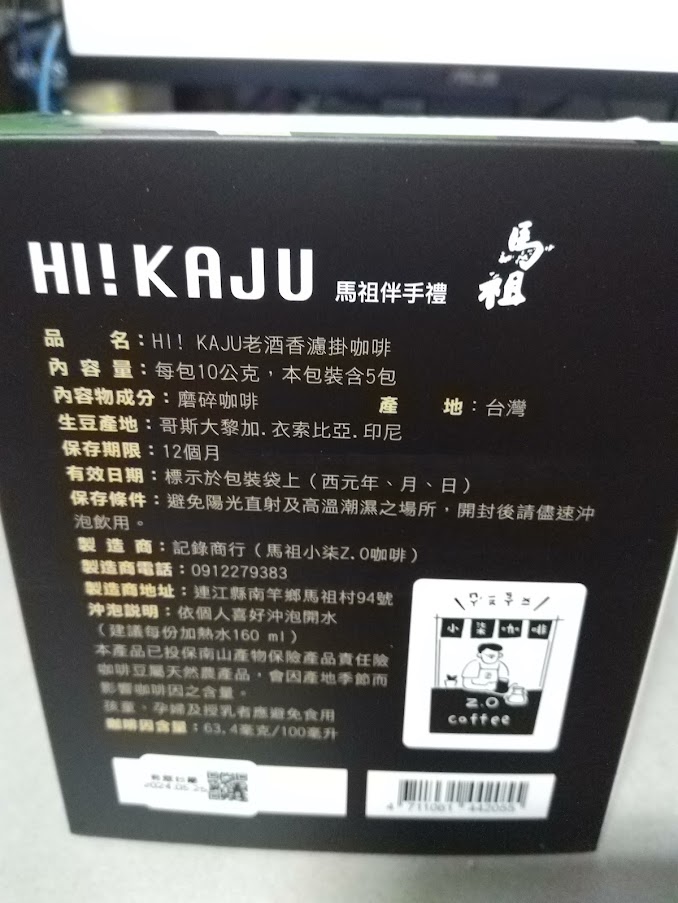 HI! KAJU 馬祖伴手禮 馬祖
品名：HI! KAJU老酒香濾掛咖啡
內容量：每包10公克，本包裝含5包
內容物成分：磨碎咖啡 產地：台灣
生豆產地：哥斯大黎加.衣索比亞.印尼
保存期限：12個月
有效日期：標示於包裝袋上（西元年、月、日）
保存條件：避免陽光直射及高溫潮濕之場所，開封後請儘速沖
泡飲用。
製造商：記錄商行（馬祖小柒Z.O咖啡）
製造商電話：0912279383
製造商地址：連江縣南竿鄉馬祖村94號
沖泡說明：依個人喜好沖泡開水
（建議每份加熱水160 ml）
本產品已投保南山產物保險產品責任險
咖啡豆屬天然農產品，會因產地季節而
影響咖啡因之含量。
孩童、孕婦及授乳者應避免食用
咖啡因含量：63.4毫克/100毫升
小柒咖啡
Z.O
coffee
有效日期
2024.05.25
4 711061 442055